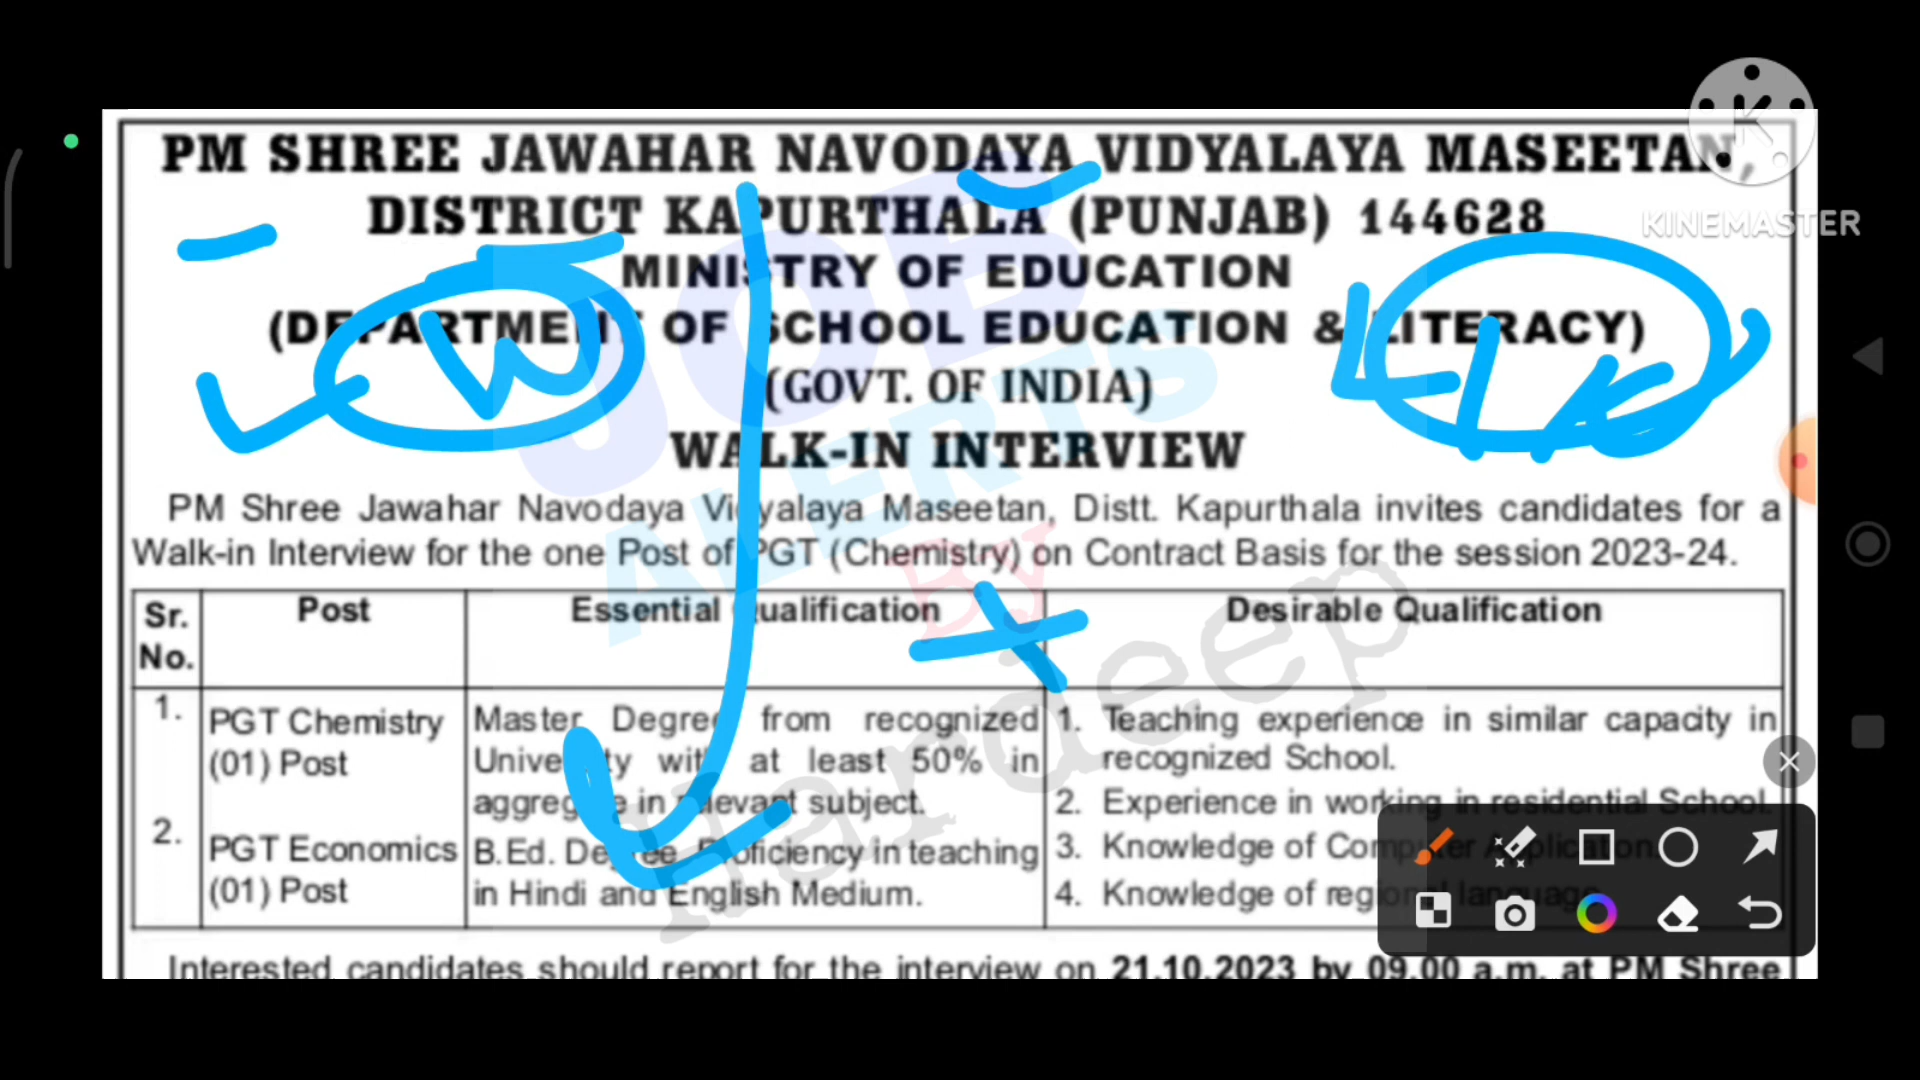 PM SHREE JAWAHAR NAVODAYA VIDYALAYA MASEETAN,
DISTRICT KAPURTHALA (PUNJAB) 144628
KINEMASTER
MINISTRY OF EDUCATION
(DEPARTMENT OF SCHOOL EDUCATION & LITERACY)
(GOVT. OF INDIA)
WALK-IN INTERVIEW
PM Shree Jawahar Navodaya Vidyalaya Maseetan, Distt. Kapurthala invites candidates for a
Walk-in Interview for the one Post of PGT (Chemistry) on Contract Basis for the session 2023-24.
Sr. No.
Post
Essential Qualification
Desirable Qualification
1.
PGT Chemistry
(01) Post
2.
PGT Economics
(01) Post
Master Degree from recognized
University with at least 50% in
aggregate in relevant subject.
B.Ed. Degree Proficiency in teaching
in Hindi and English Medium.
1. Teaching experience in similar capacity in
recognized School.
2. Experience in working in residential School.
3. Knowledge of Computer Application.
4. Knowledge of regional language.
Interested candidates should report for the interview on 21.10.2023 by 09.00 a.m. at PM Shree
JOB
ALERTS
BY
Hardeep
W